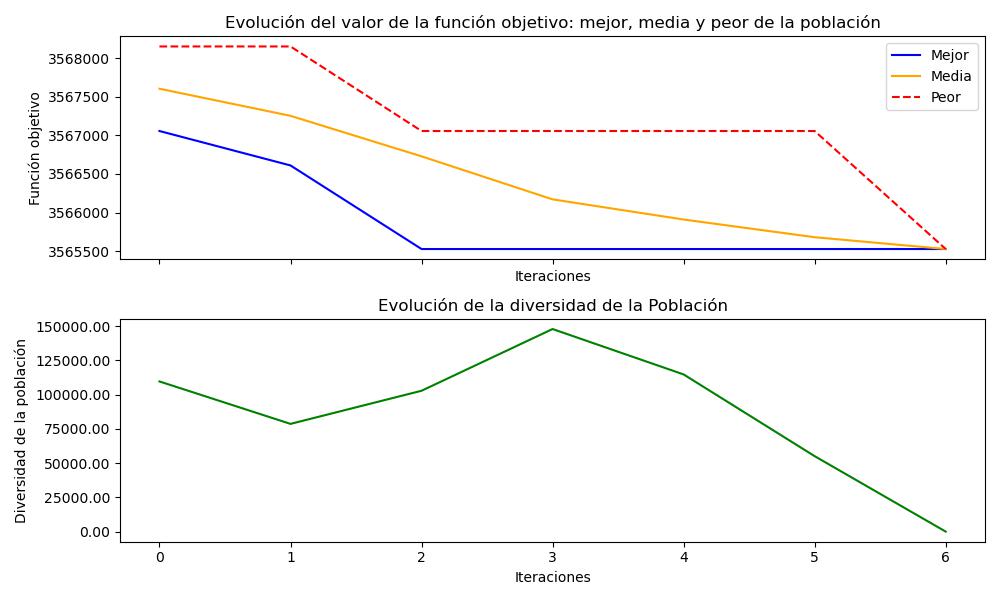 Evolución del valor de la función objetivo: mejor, media y peor de la población
Función objetivo
3568000
3567500
3567000
3566500
3566000
3565500
Mejor
Media
Peor
Iteraciones
Evolución de la diversidad de la Población
Diversidad de la población
150000.00
125000.00
100000.00
75000.00
50000.00
25000.00
0.00
0 1 2 3 4 5 6
Iteraciones